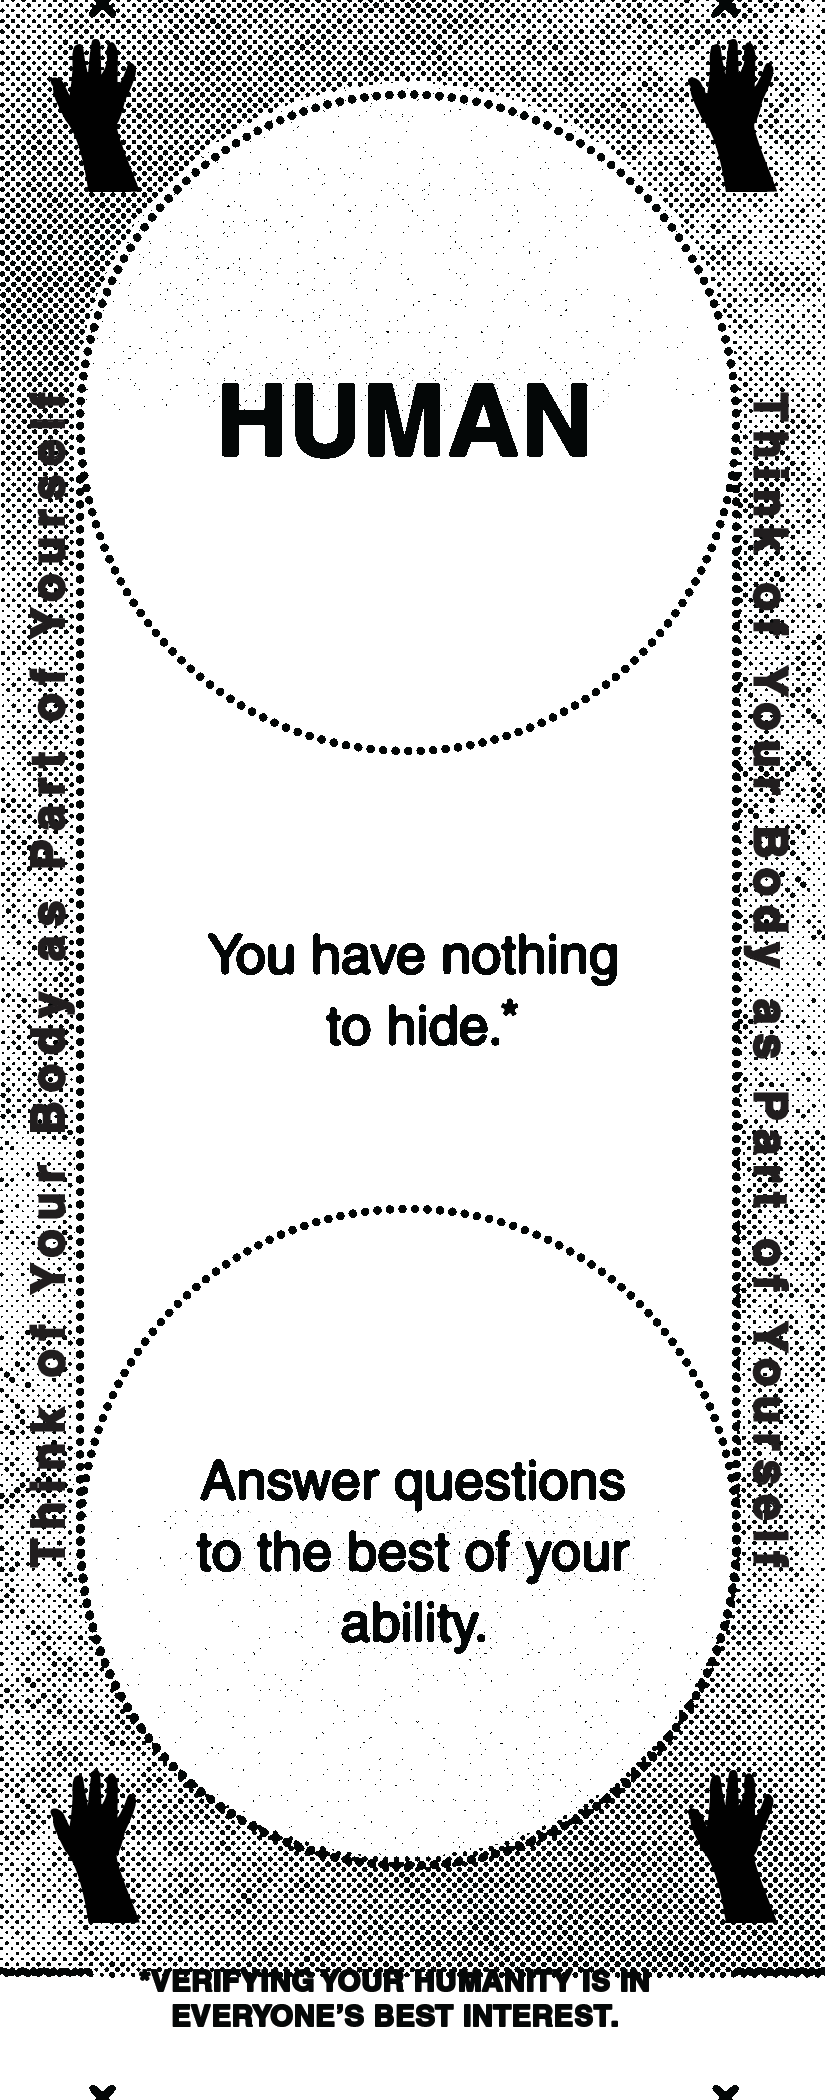 HUMAN
Think of Your Body as Part of Yourself
Think of Your Body as Part of Yourself
You have nothing
to hide.*
Answer questions
to the best of your
ability.
*VERIFYING YOUR HUMANITY IS IN
EVERYONE’S BEST INTEREST.